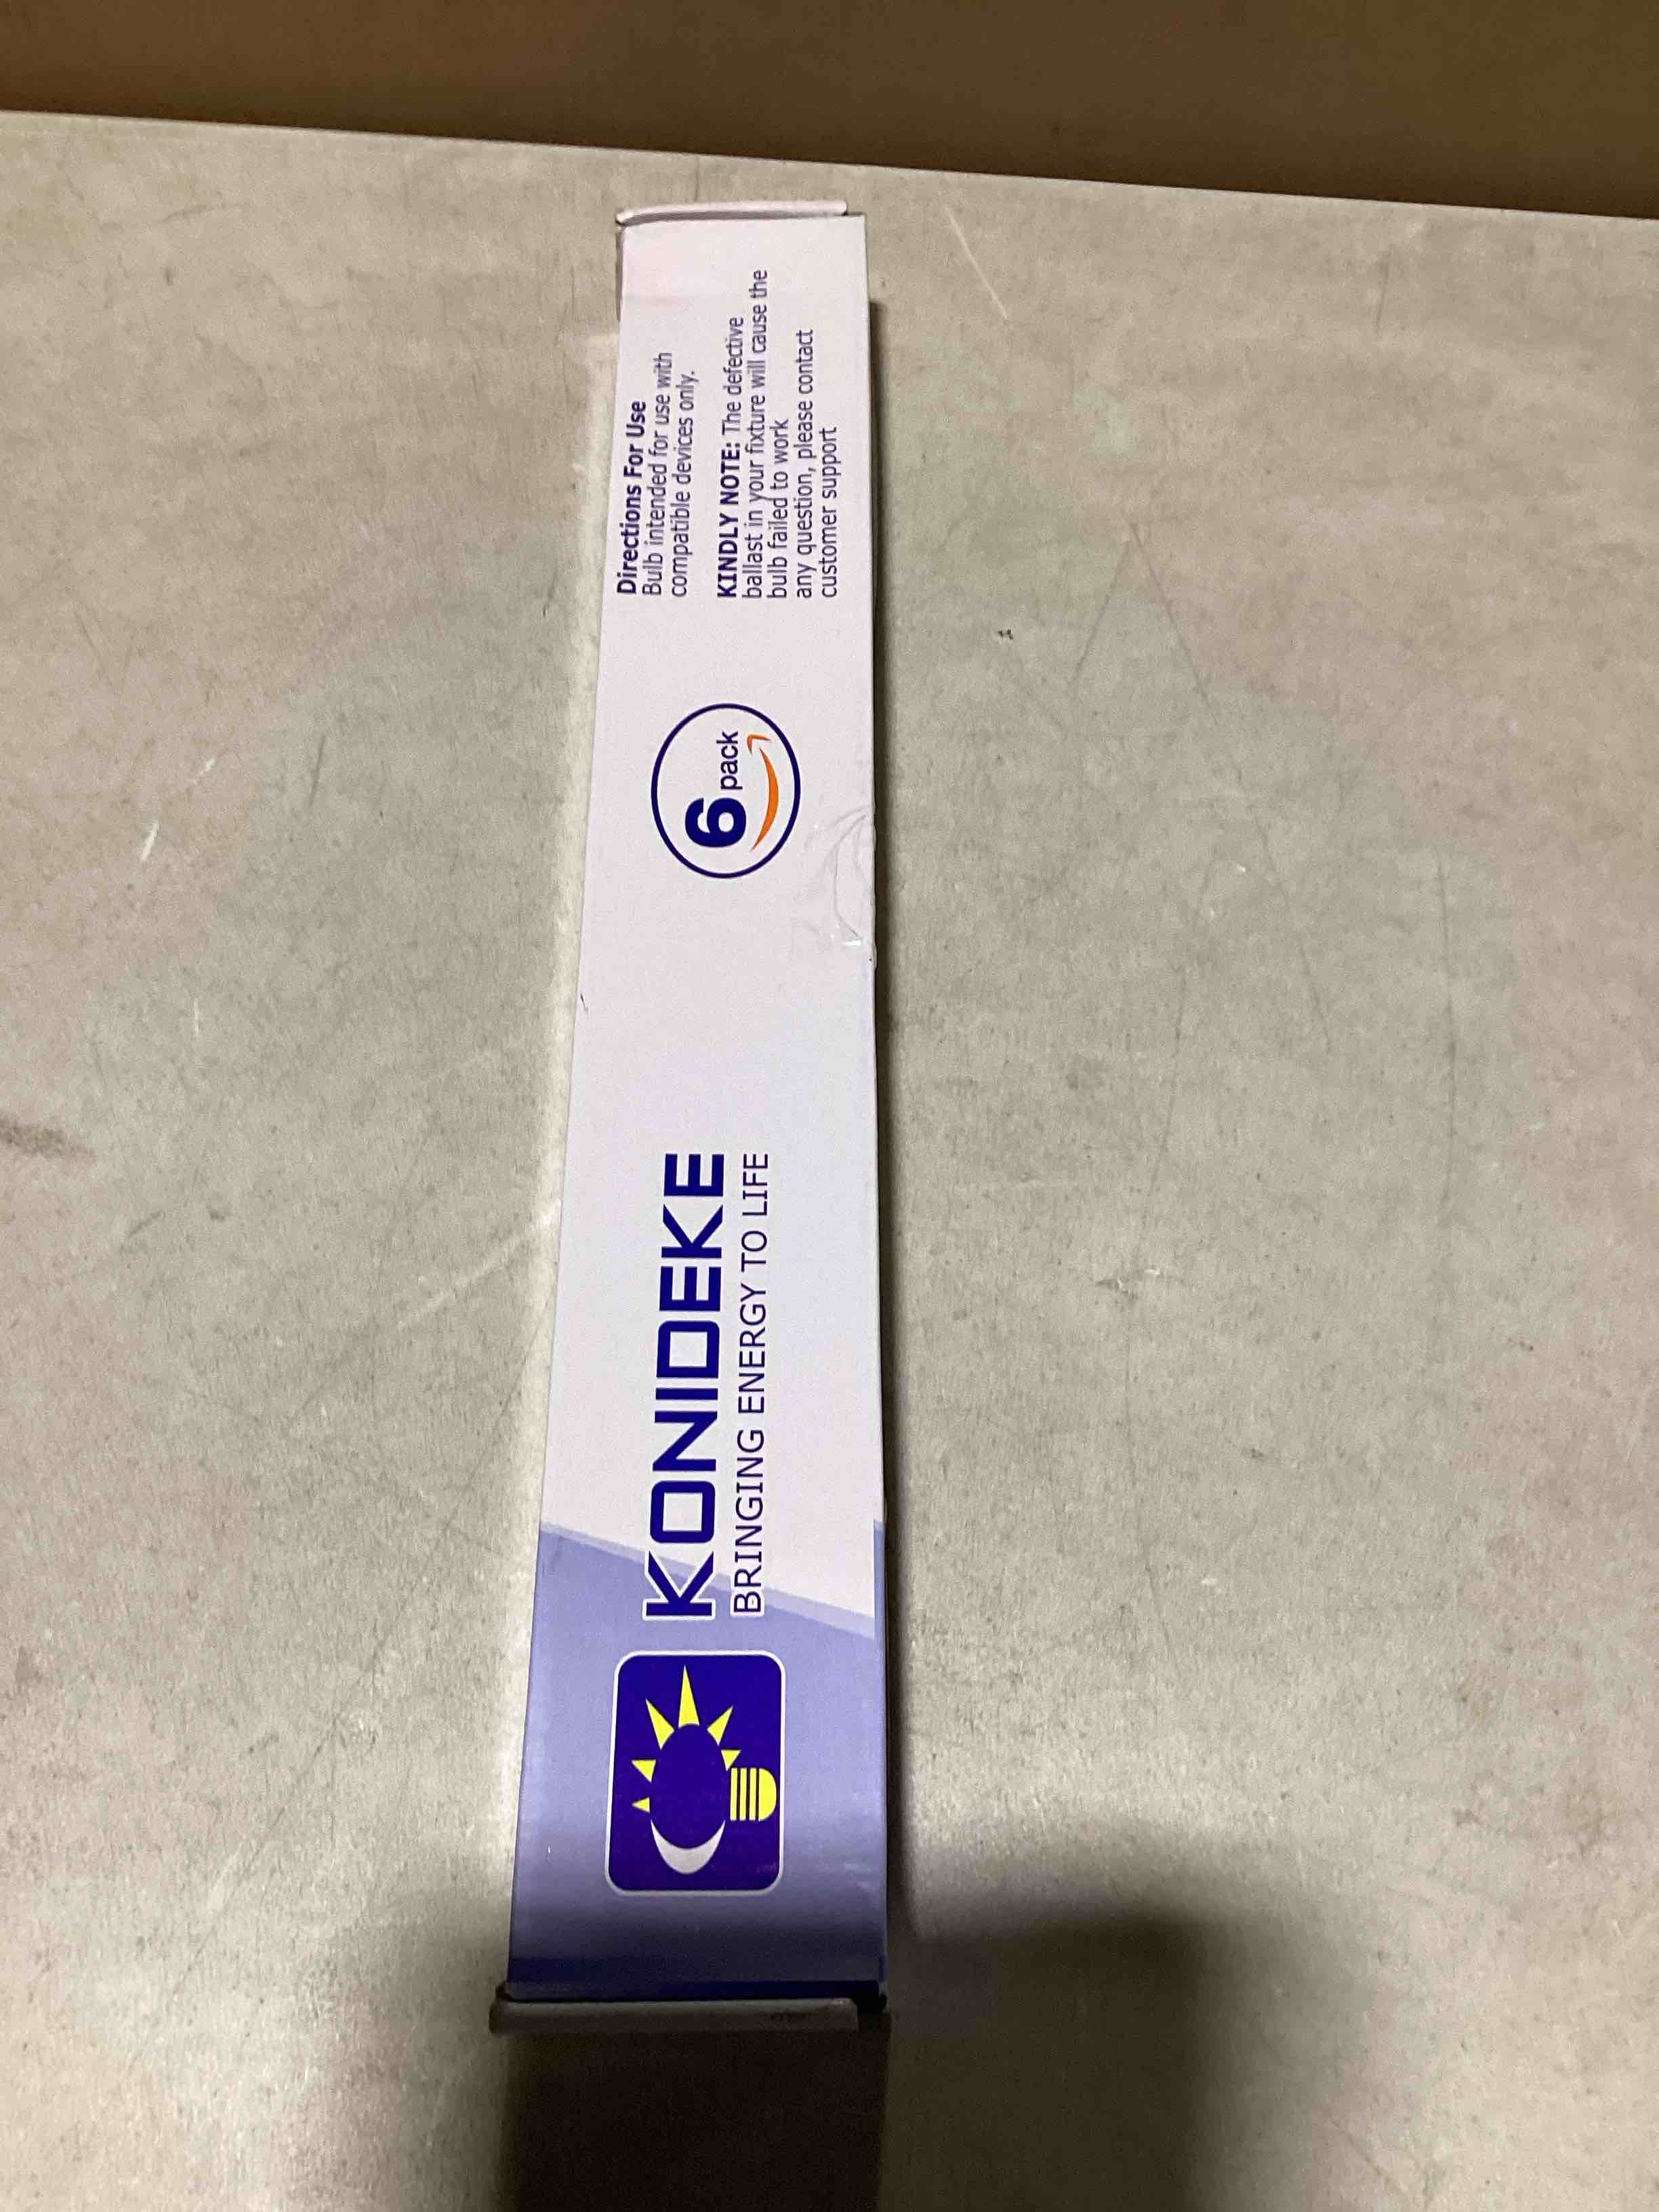 KONIDEKE
BRINGING ENERGY TO LIFE
6 pack
Directions For Use
Bulb intended for use with
compatible devices only.
KINDLY NOTE: The defective
ballast in your fixture will cause the
bulb failed to work
any question, please contact
customer support